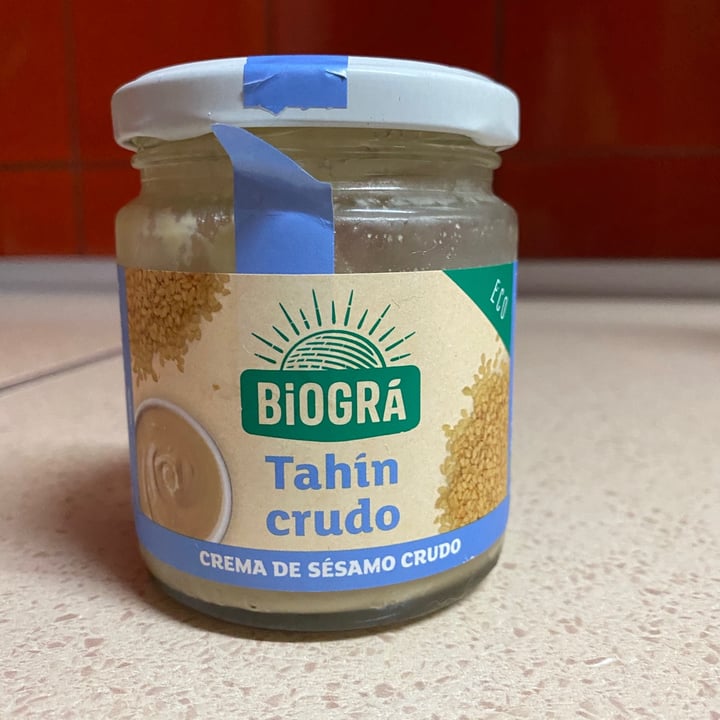 ECO
BiOGRÁ
Tahín
crudo
CREMA DE SÉSAMO CRUDO